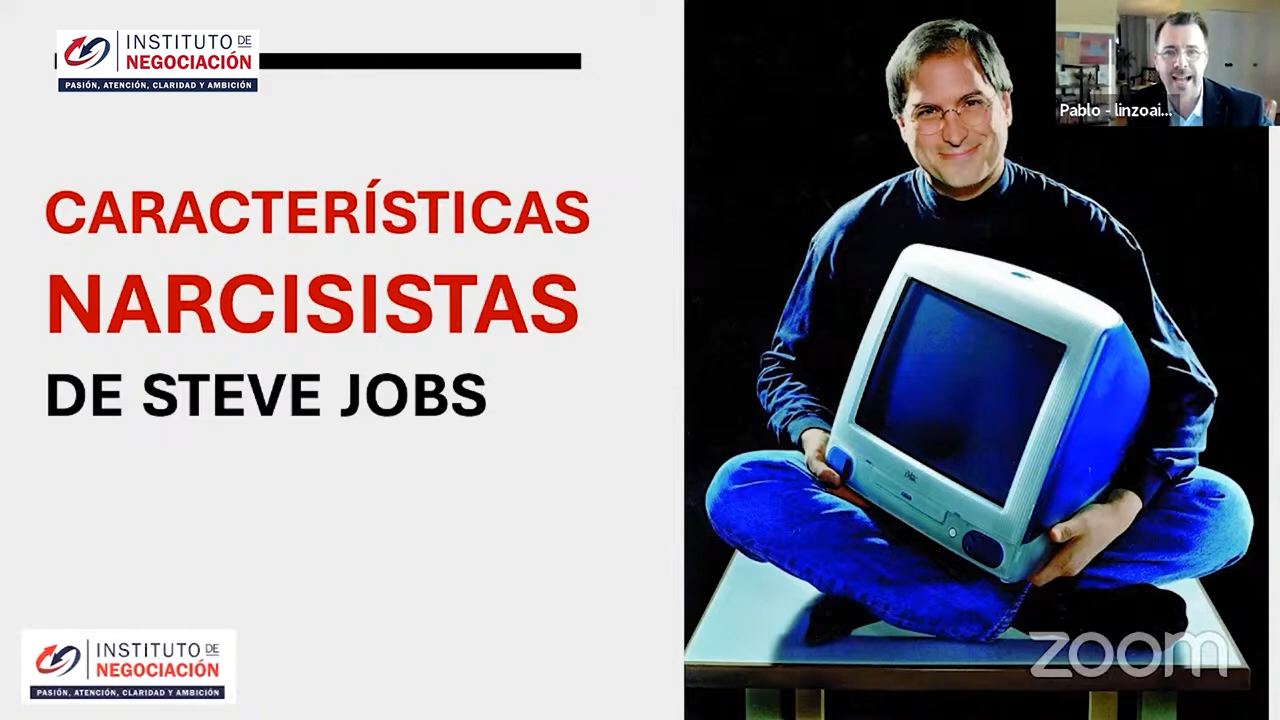 INSTITUTO DE
NEGOCIACIÓN
PASIÓN, ATENCIÓN, CLARIDAD Y AMBICIÓN
Pablo - linzoai...
CARACTERÍSTICAS
NARCISISTAS
DE STEVE JOBS
iMac
zoom
INSTITUTO DE
NEGOCIACIÓN
PASIÓN, ATENCIÓN, CLARIDAD Y AMBICIÓN